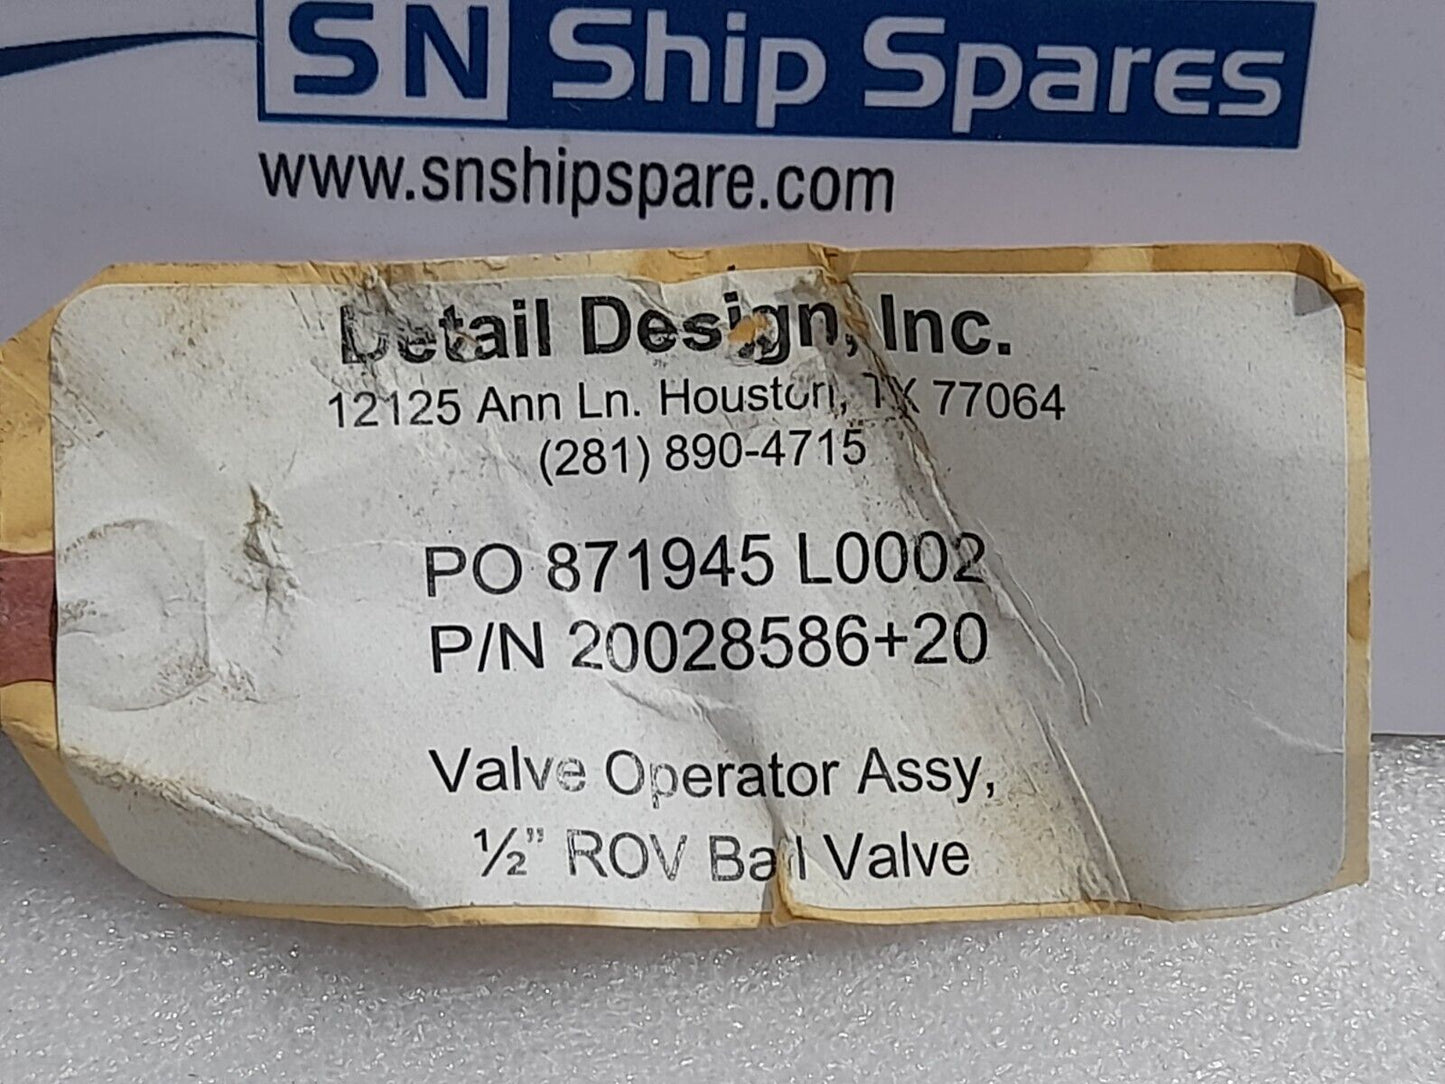 SN Ship Spares
www.snshipspare.com
Detail Design, Inc.
12125 Ann Ln. Houston, TX 77064
(281) 890-4715
PO 871945 L0002
P/N 20028586+20
Valve Operator Assy,
½" ROV Ball Valve